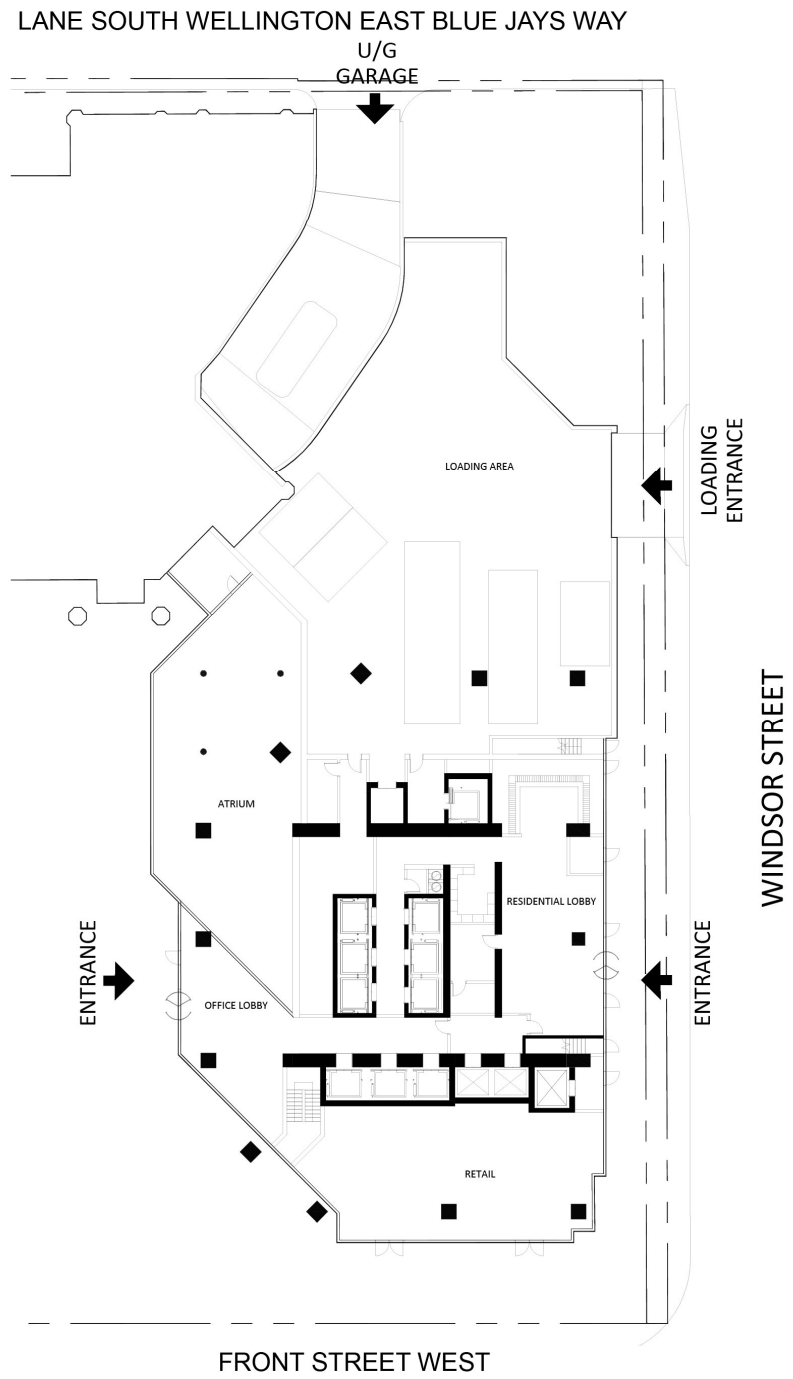 LANE SOUTH WELLINGTON EAST BLUE JAYS WAY
U/G
GARAGE
LOADING
ENTRANCE
LOADING AREA
WINDSOR STREET
ATRIUM
RESIDENTIAL LOBBY
ENTRANCE
OFFICE LOBBY
ENTRANCE
RETAIL
FRONT STREET WEST